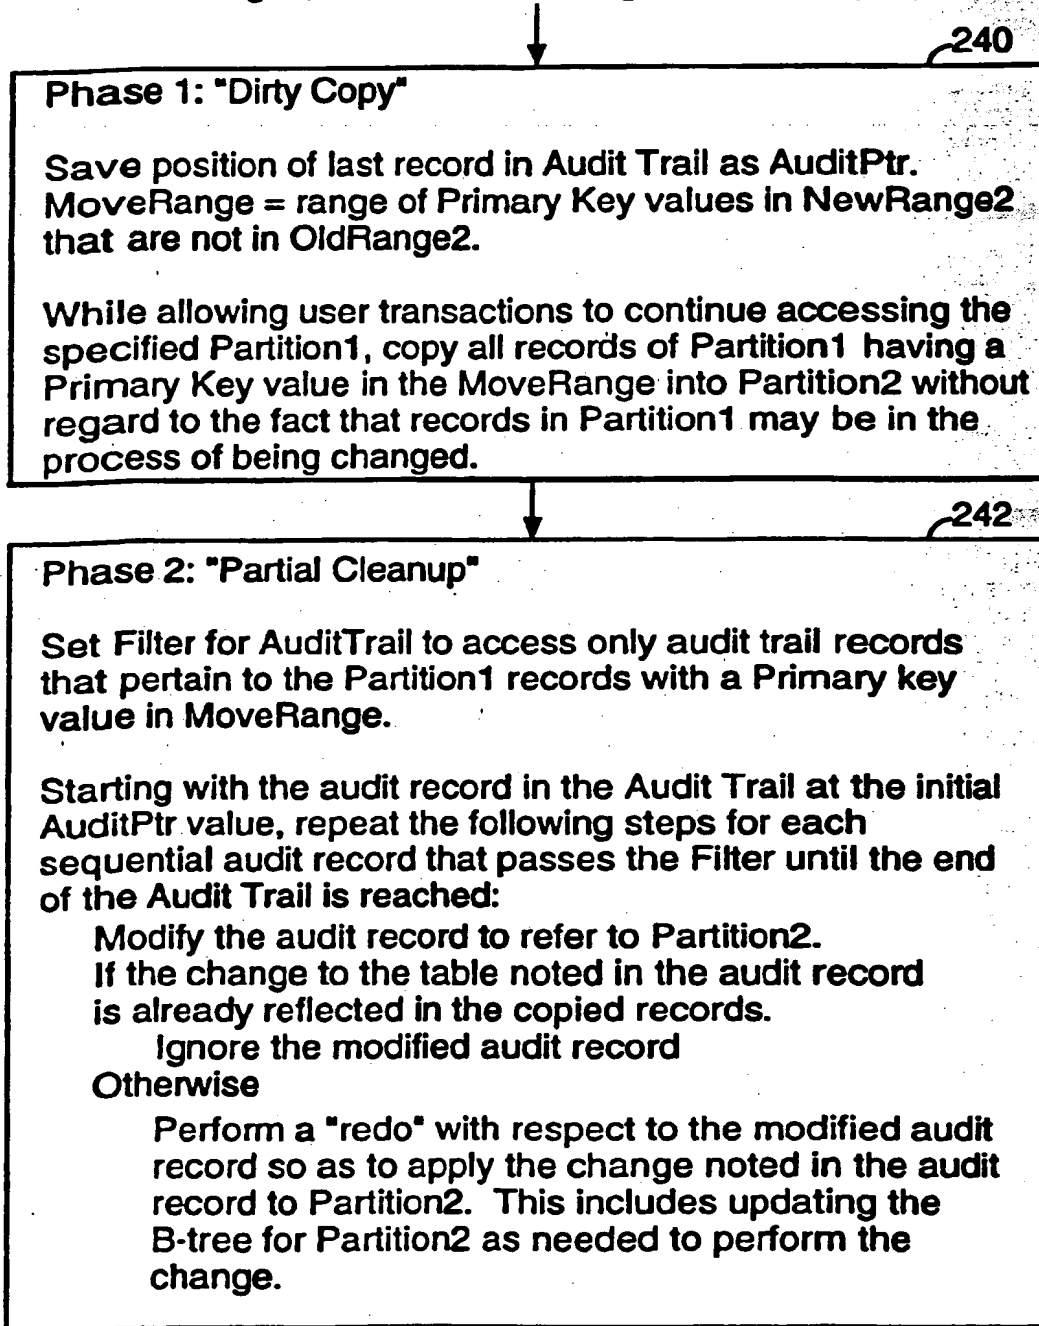 240
Phase 1: "Dirty Copy"
Save position of last record in Audit Trail as AuditPtr.
MoveRange = range of Primary Key values in NewRange2
that are not in OldRange2.
While allowing user transactions to continue accessing the
specified Partition1, copy all records of Partition1 having a
Primary Key value in the MoveRange into Partition2 without
regard to the fact that records in Partition1 may be in the
process of being changed.
242
Phase 2: "Partial Cleanup"
Set Filter for AuditTrail to access only audit trail records
that pertain to the Partition1 records with a Primary key
value in MoveRange.
Starting with the audit record in the Audit Trail at the initial
AuditPtr value, repeat the following steps for each
sequential audit record that passes the Filter until the end
of the Audit Trail is reached:
Modify the audit record to refer to Partition2.
If the change to the table noted in the audit record
is already reflected in the copied records.
Ignore the modified audit record
Otherwise
Perform a "redo" with respect to the modified audit
record so as to apply the change noted in the audit
record to Partition2. This includes updating the
B-tree for Partition2 as needed to perform the
change.